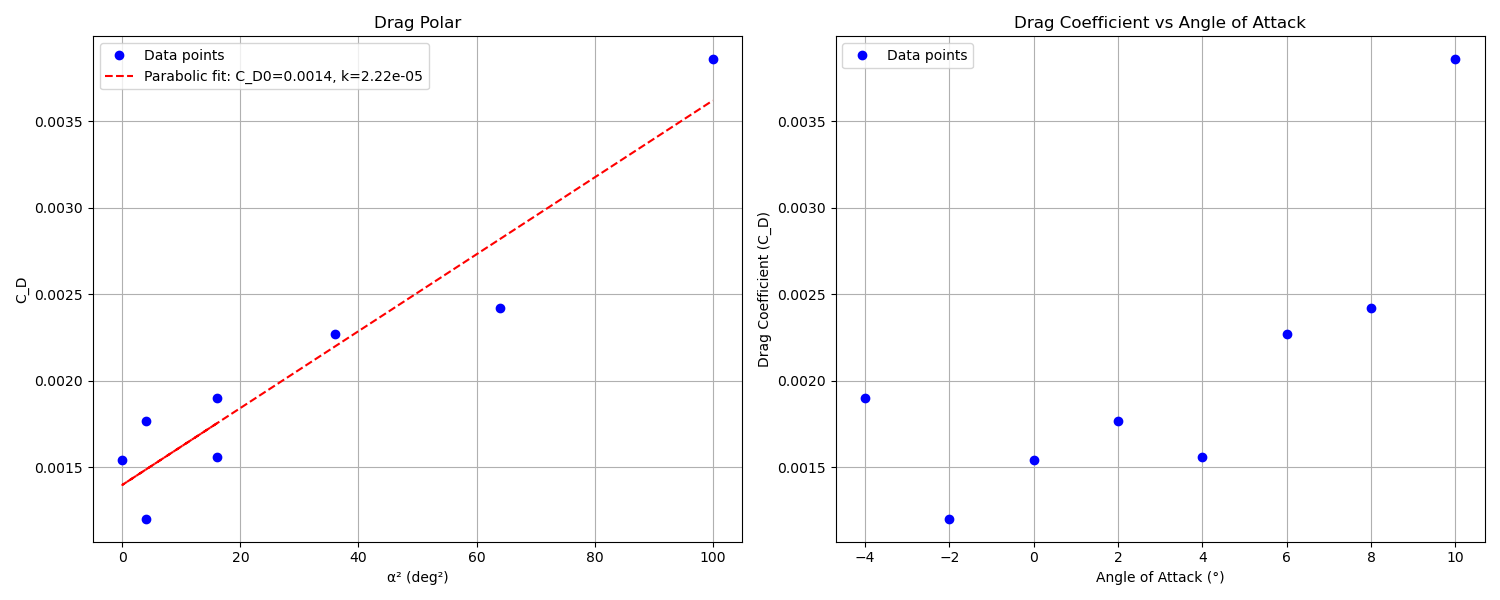 Drag Polar
Data points
Parabolic fit: C_D0=0.0014, k=2.22e-05
C_D
0.0035
0.0030
0.0025
0.0020
0.0015
0 20 40 60 80 100
α² (deg²)
Drag Coefficient vs Angle of Attack
Data points
Drag Coefficient (C_D)
0.0035
0.0030
0.0025
0.0020
0.0015
−4 −2 0 2 4 6 8 10
Angle of Attack (°)